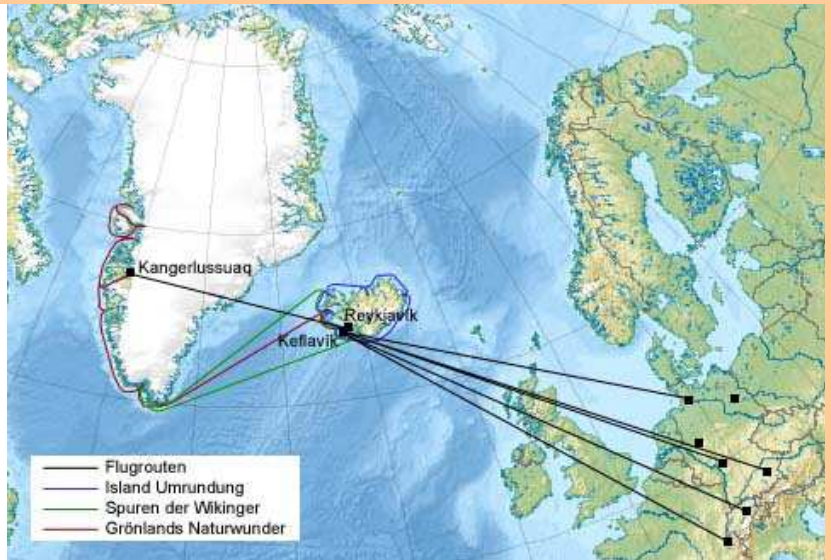 Kangerlussuaq
Reykjavik
Keflavik
Flugrouten
Island Umrundung
Spuren der Wikinger
Grönlands Naturwunder